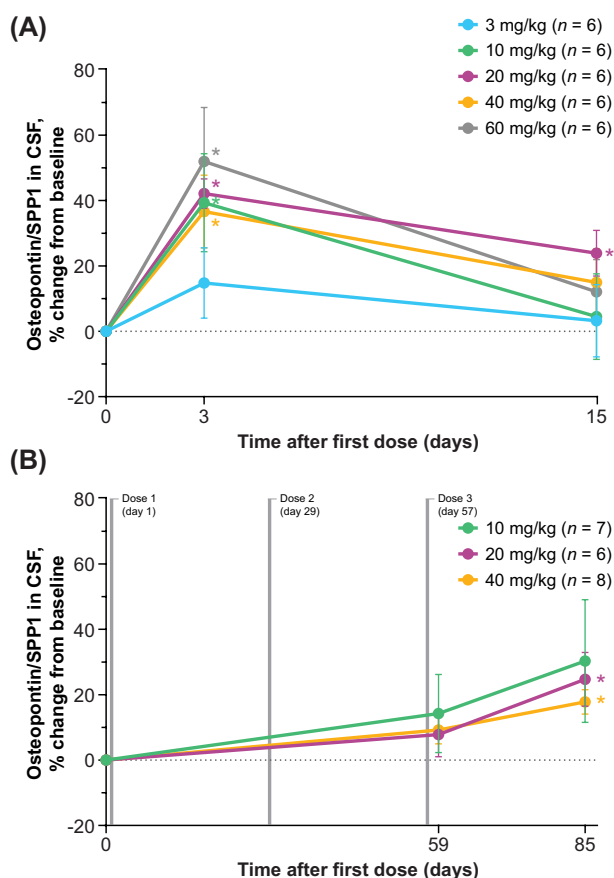 (A)
3 mg/kg (n = 6)
10 mg/kg (n = 6)
20 mg/kg (n = 6)
40 mg/kg (n = 6)
60 mg/kg (n = 6)
Osteopontin/SPP1 in CSF,
% change from baseline
80
60
40
20
0
-20
*
*
*
*
*
0
3
15
Time after first dose (days)
(B)
Dose 1
(day 1)
Dose 2
(day 29)
Dose 3
(day 57)
10 mg/kg (n = 7)
20 mg/kg (n = 6)
40 mg/kg (n = 8)
Osteopontin/SPP1 in CSF,
% change from baseline
80
60
40
20
0
-20
*
*
0
59
85
Time after first dose (days)